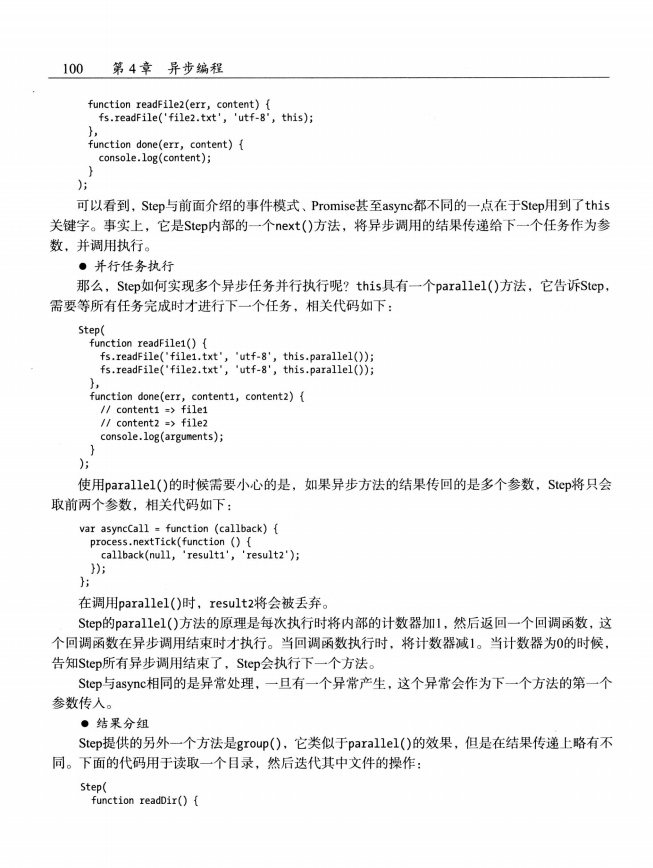 100 第4章 异步编程
function readFile2(err, content) {
fs.readFile('file2.txt', 'utf-8', this);
},
function done(err, content) {
console.log(content);
}
);
可以看到，Step与前面介绍的事件模式、Promise甚至async都不同的一点在于Step用到了this
关键字。事实上，它是Step内部的一个next()方法，将异步调用的结果传递给下一个任务作为参
数，并调用执行。
● 并行任务执行
那么，Step如何实现多个异步任务并行执行呢？this具有一个parallel()方法，它告诉Step，
需要等所有任务完成时才进行下一个任务，相关代码如下：
Step(
function readFile1() {
fs.readFile('file1.txt', 'utf-8', this.parallel());
fs.readFile('file2.txt', 'utf-8', this.parallel());
},
function done(err, content1, content2) {
// content1 => file1
// content2 => file2
console.log(arguments);
}
);
使用parallel()的时候需要小心的是，如果异步方法的结果传回的是多个参数，Step将只会
取前两个参数，相关代码如下：
var asyncCall = function (callback) {
process.nextTick(function () {
callback(null, 'result1', 'result2');
});
};
在调用parallel()时，result2将会被丢弃。
Step的parallel()方法的原理是每次执行时将内部的计数器加1，然后返回一个回调函数，这
个回调函数在异步调用结束时才执行。当回调函数执行时，将计数器减1。当计数器为0的时候，
告知Step所有异步调用结束了，Step会执行下一个方法。
Step与async相同的是异常处理，一旦有一个异常产生，这个异常会作为下一个方法的第一个
参数传入。
● 结果分组
Step提供的另外一个方法是group()，它类似于parallel()的效果，但是在结果传递上略有不
同。下面的代码用于读取一个目录，然后迭代其中文件的操作：
Step(
function readDir() {